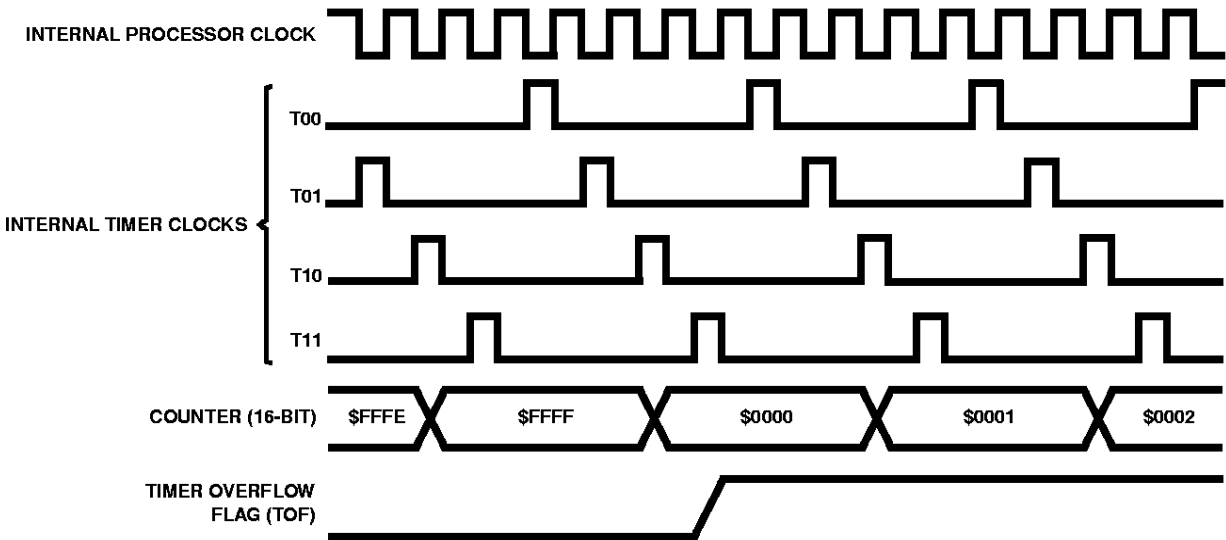 INTERNAL PROCESSOR CLOCK
T00
T01
INTERNAL TIMER CLOCKS
T10
T11
COUNTER (16-BIT) $FFFE $FFFF $0000 $0001 $0002
TIMER OVERFLOW
FLAG (TOF)